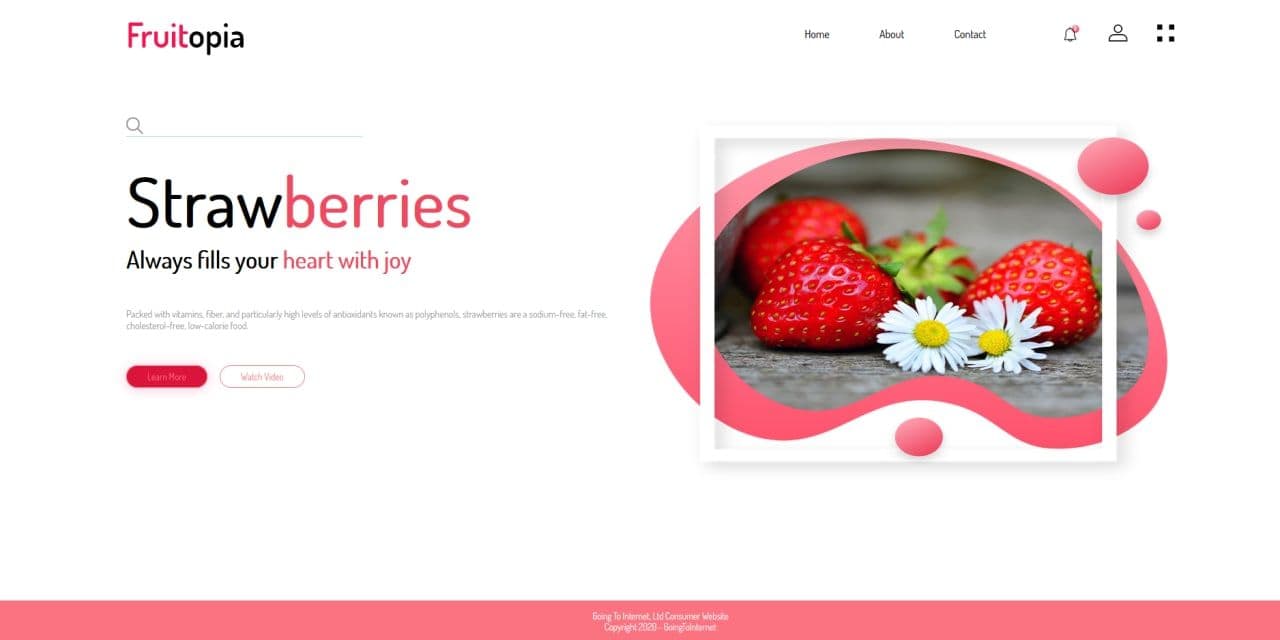 Fruitopia
Home About Contact
Strawberries
Always fills your heart with joy
Packed with vitamins, fiber, and particularly high levels of antioxidants known as polyphenols, strawberries are a sodium-free, fat-free,
cholesterol-free, low-calorie food.
Learn More Watch Video
Going To Internet, Ltd Consumer Website
Copyright 2020 - GoingToInternet